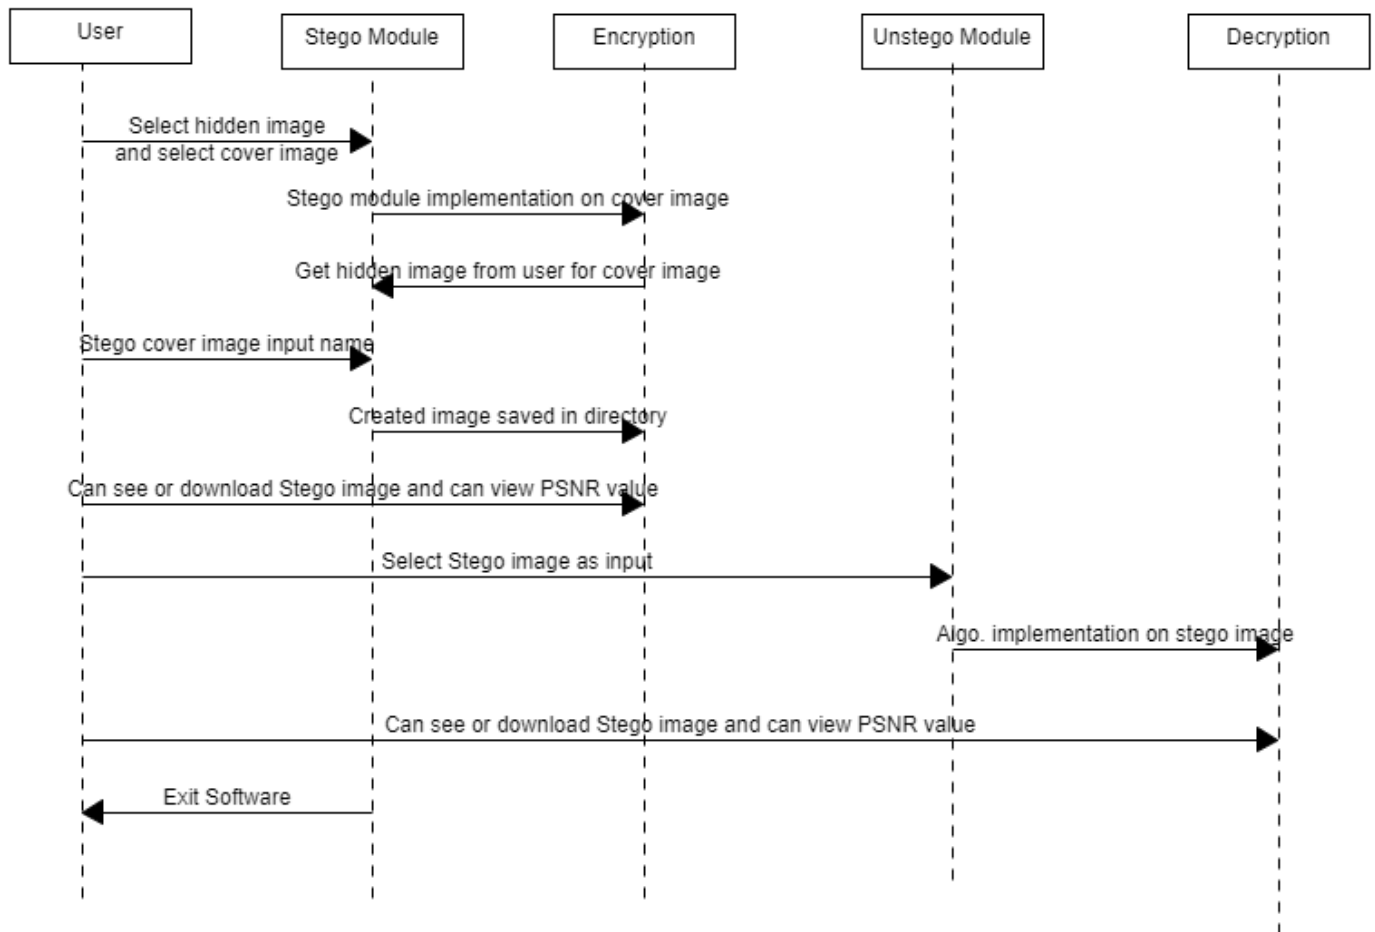 User
Stego Module
Encryption
Unstego Module
Decryption
Select hidden image
and select cover image
Stego module implementation on cover image
Get hidden image from user for cover image
Stego cover image input name
Created image saved in directory
Can see or download Stego image and can view PSNR value
Select Stego image as input
Algo. implementation on stego image
Can see or download Stego image and can view PSNR value
Exit Software